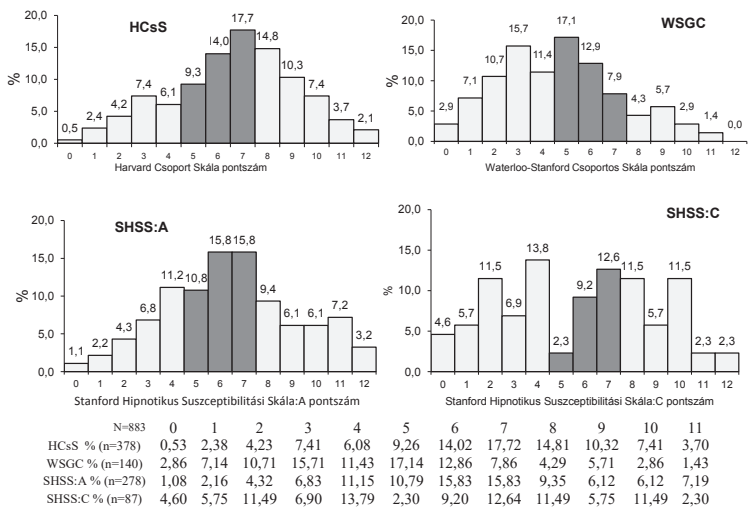 HCsS
20,0
15,0
10,0
5,0
0,0
%
0,5 2,4 4,2 7,4 6,1 9,3 14,0 17,7 14,8 10,3 7,4 3,7 2,1
0 1 2 3 4 5 6 7 8 9 10 11 12
Harvard Csoport Skála pontszám
WSGC
20,0
15,0
10,0
5,0
0,0
%
2,9 7,1 10,7 15,7 11,4 17,1 12,9 7,9 4,3 5,7 2,9 1,4 0,0
0 1 2 3 4 5 6 7 8 9 10 11 12
Waterloo-Stanford Csoportos Skála pontszám
SHSS:A
20,0
15,0
10,0
5,0
0,0
%
1,1 2,2 4,3 6,8 11,2 10,8 15,8 15,8 9,4 6,1 6,1 7,2 3,2
0 1 2 3 4 5 6 7 8 9 10 11 12
Stanford Hipnotikus Suszceptibilitási Skála:A pontszám
SHSS:C
20,0
15,0
10,0
5,0
0,0
%
4,6 5,7 11,5 6,9 13,8 2,3 9,2 12,6 11,5 5,7 11,5 2,3 2,3
0 1 2 3 4 5 6 7 8 9 10 11 12
Stanford Hipnotikus Suszceptibilitási Skála:C pontszám
N=883 0 1 2 3 4 5 6 7 8 9 10 11
HCsS % (n=378) 0,53 2,38 4,23 7,41 6,08 9,26 14,02 17,72 14,81 10,32 7,41 3,70
WSGC % (n=140) 2,86 7,14 10,71 15,71 11,43 17,14 12,86 7,86 4,29 5,71 2,86 1,43
SHSS:A % (n=278) 1,08 2,16 4,32 6,83 11,15 10,79 15,83 15,83 9,35 6,12 6,12 7,19
SHSS:C % (n=87) 4,60 5,75 11,49 6,90 13,79 2,30 9,20 12,64 11,49 5,75 11,49 2,30